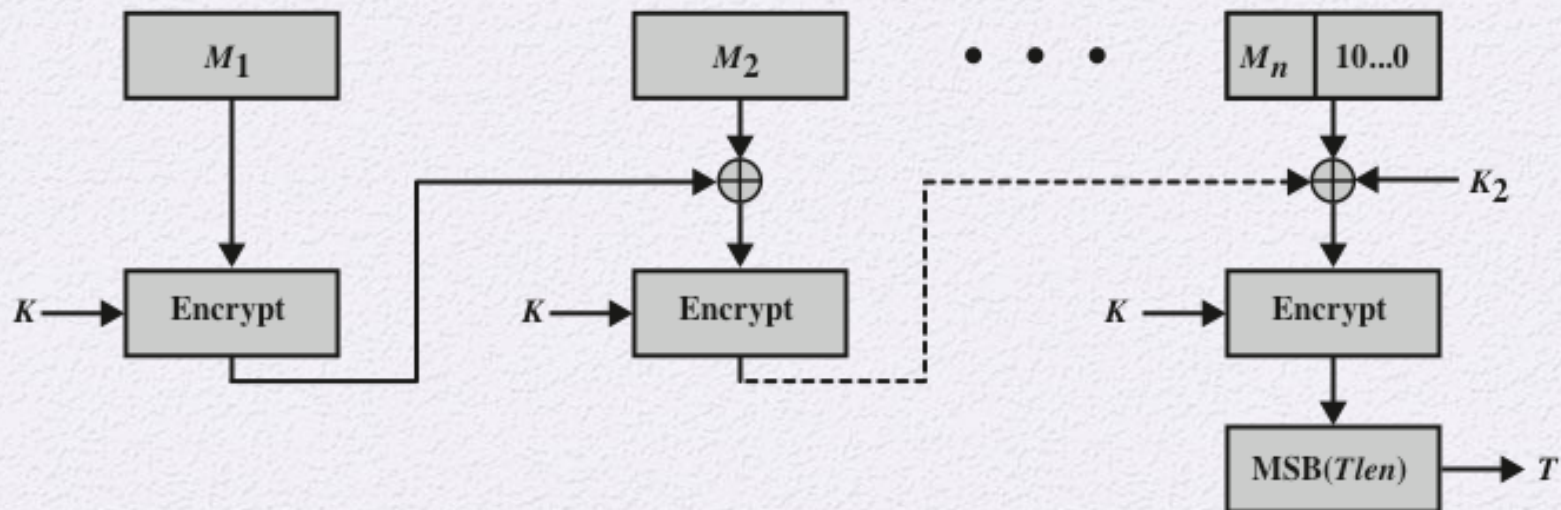 M1 M2 • • • Mn 10...0
K2
K Encrypt K Encrypt K Encrypt
MSB(Tlen) T